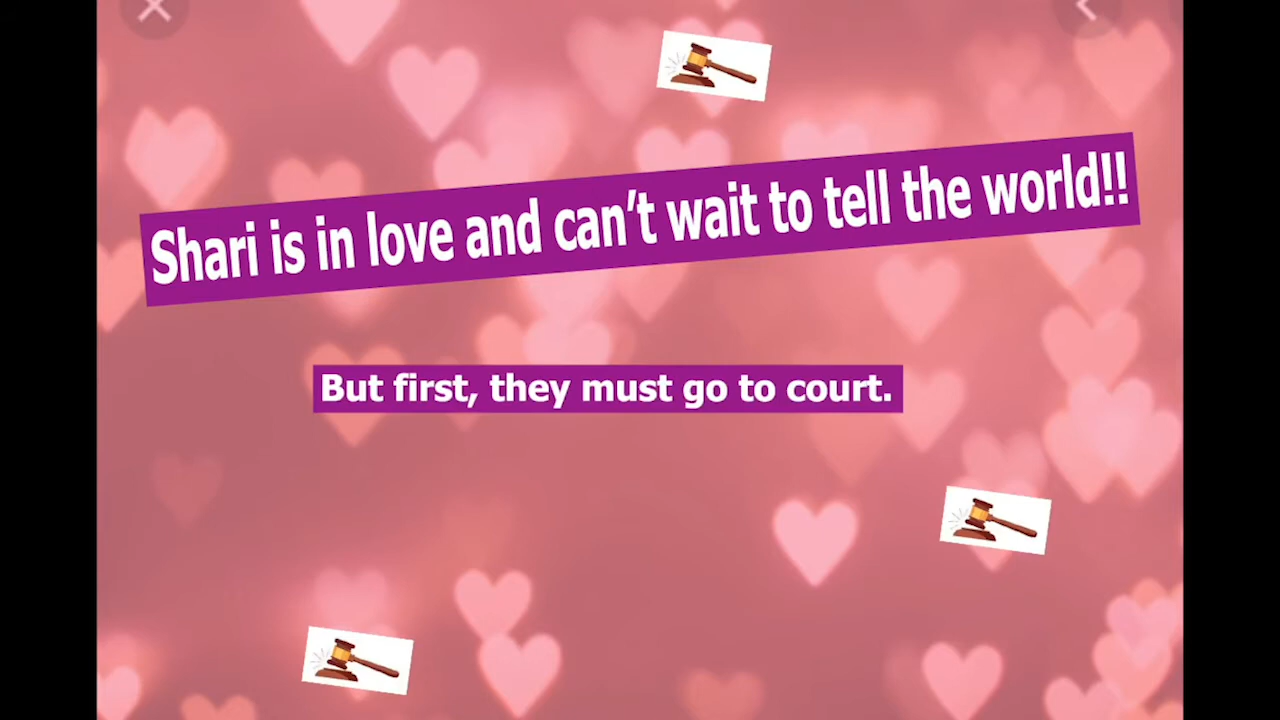 Shari is in love and can’t wait to tell the world!!
But first, they must go to court.